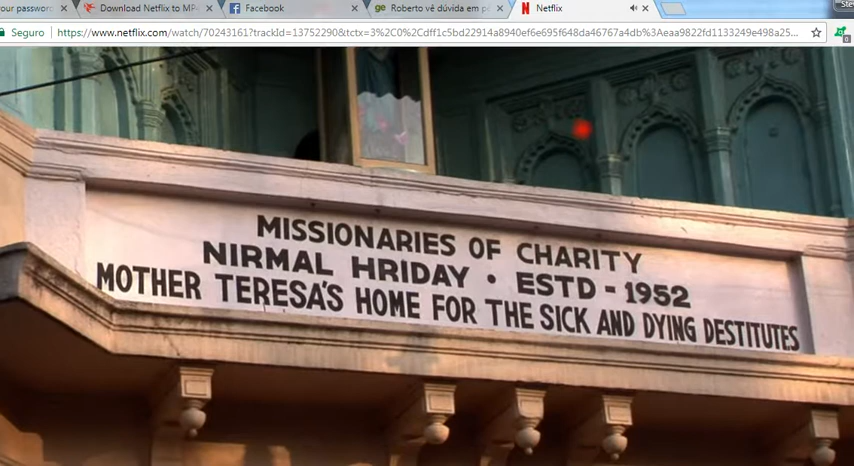 our password
Download Netflix to MP4
Facebook
Roberto vê dúvida em p
Netflix
Seguro
https://www.netflix.com/watch/70243161?trackId=13752290&tctx=3%2C0%2Cdff1c5bd22914a8940ef6e695f648da46767a4db%3Aeaa9822fd1133249e498a25...
MISSIONARIES OF CHARITY
NIRMAL HRIDAY • ESTD - 1952
MOTHER TERESA'S HOME FOR THE SICK AND DYING DESTITUTES